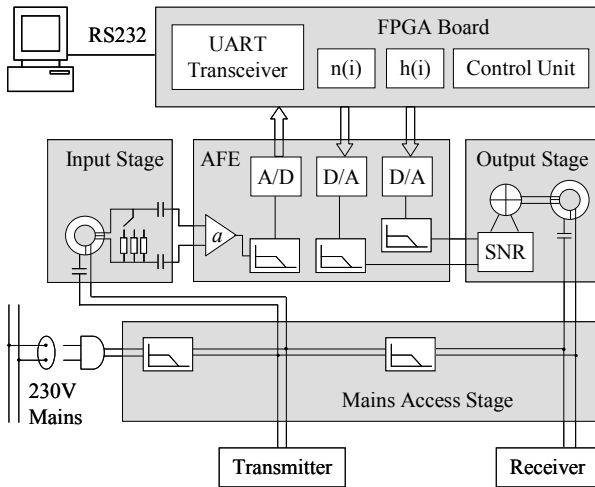 RS232
FPGA Board
UART
Transceiver
n(i)
h(i)
Control Unit
Input Stage
AFE
Output Stage
A/D
D/A
D/A
a
SNR
230V
Mains
Mains Access Stage
Transmitter
Receiver